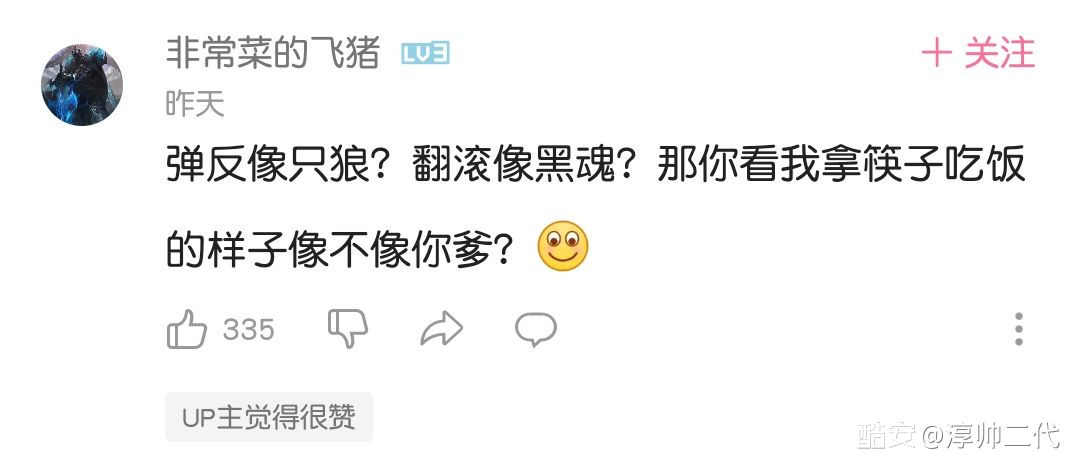 非常菜的飞猪 LV3
+ 关注
昨天
弹反像只狼？翻滚像黑魂？那你看我拿筷子吃饭
的样子像不像你爹？
335
UP主觉得很赞
酷安 @淳帅二代